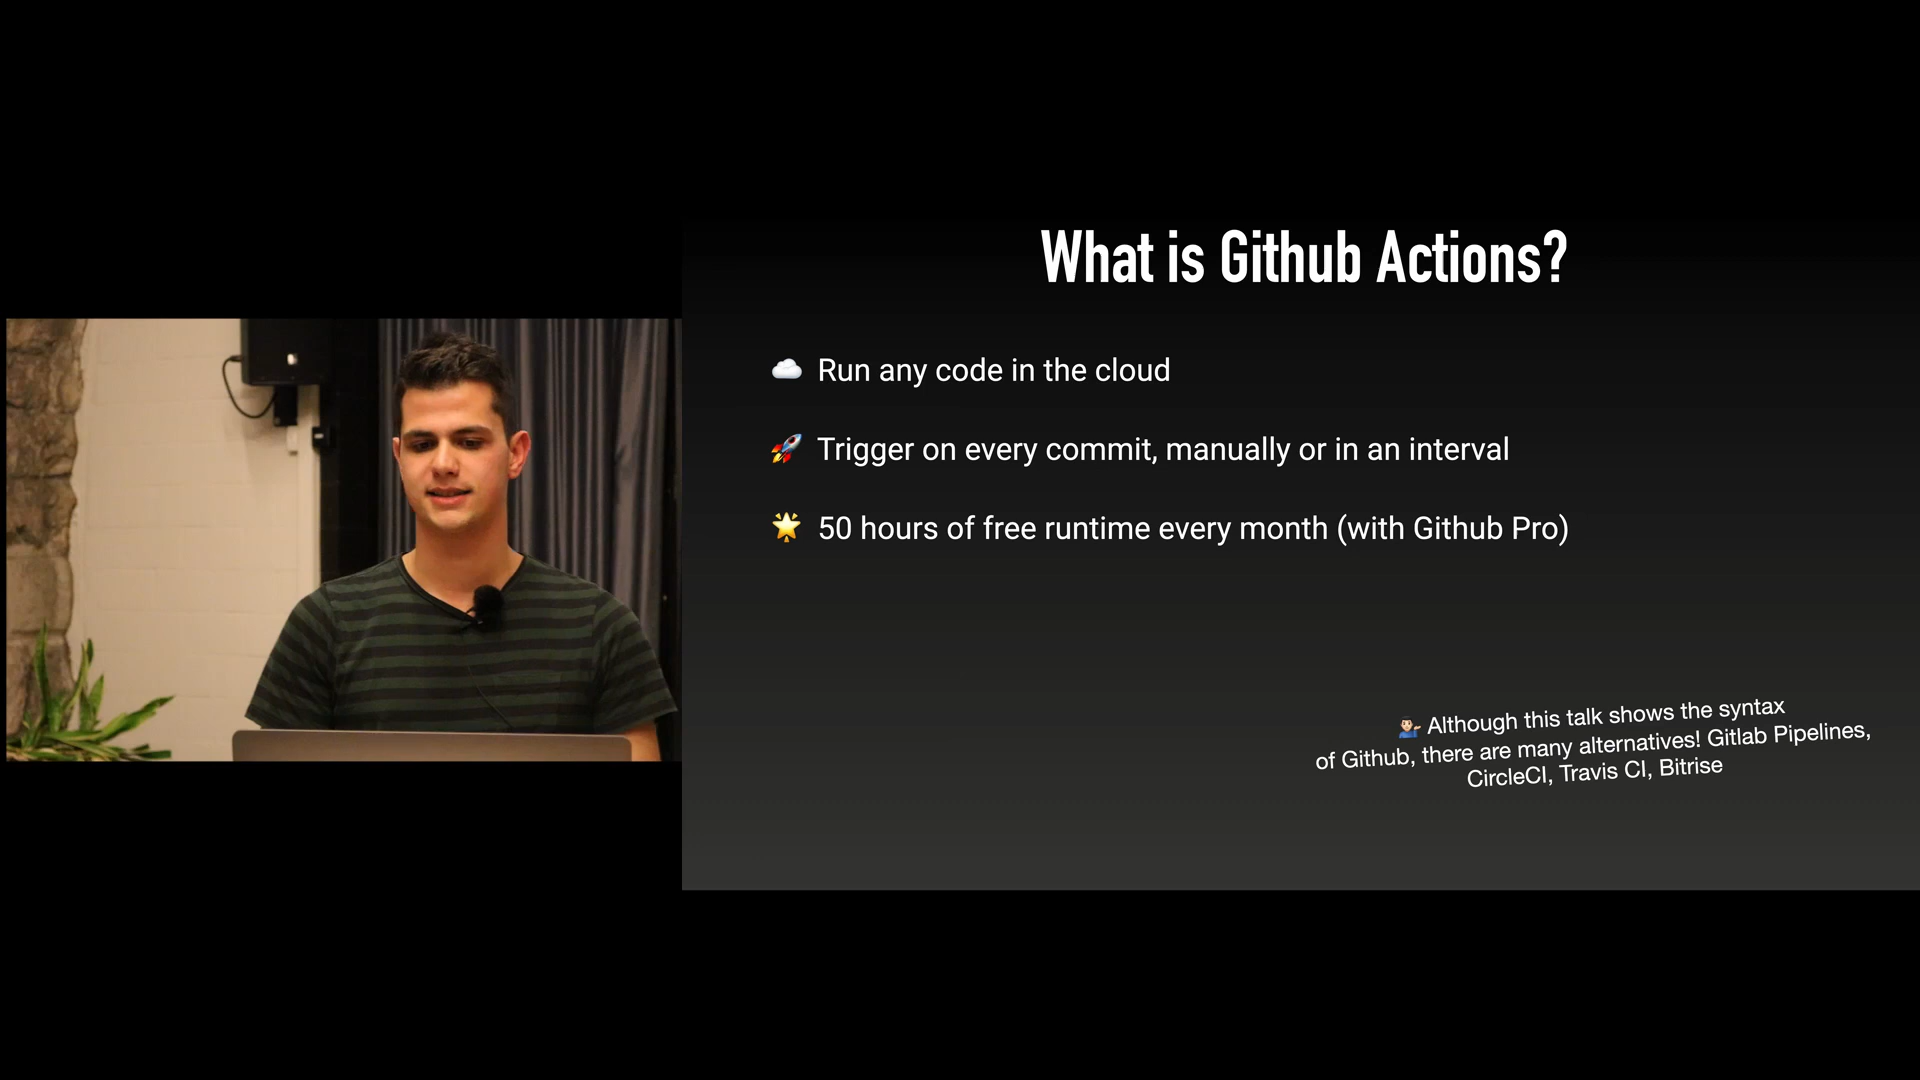 What is Github Actions?
☁️ Run any code in the cloud
🚀 Trigger on every commit, manually or in an interval
🌟 50 hours of free runtime every month (with Github Pro)
💁🏻‍♂️ Although this talk shows the syntax
of Github, there are many alternatives! Gitlab Pipelines,
CircleCI, Travis CI, Bitrise